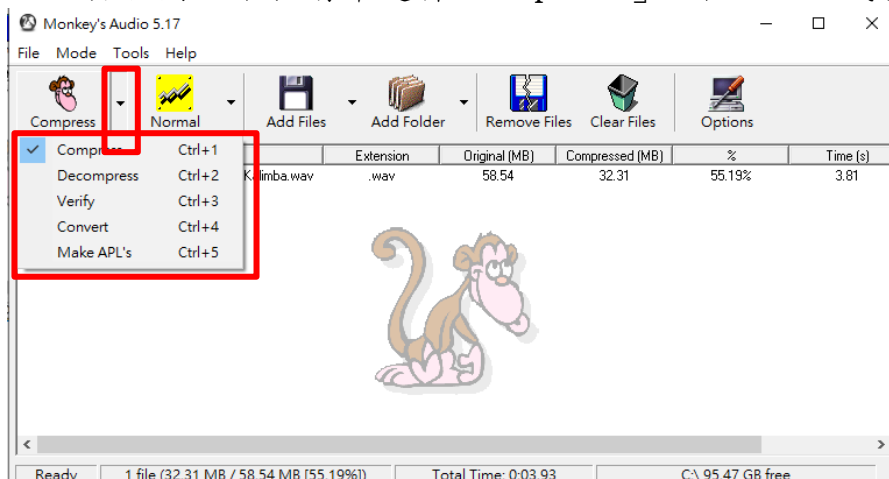 Monkey's Audio 5.17
File Mode Tools Help
Compress Normal Add Files Add Folder Remove Files Clear Files Options
Extension Original (MB) Compressed (MB) % Time (s)
Compress Ctrl+1
Kalimba.wav .wav 58.54 32.31 55.19% 3.81
Decompress Ctrl+2
Verify Ctrl+3
Convert Ctrl+4
Make APL's Ctrl+5
Ready 1 file (32.31 MB / 58.54 MB [55.19%]) Total Time: 0:03.93 C:\ 95.47 GB free